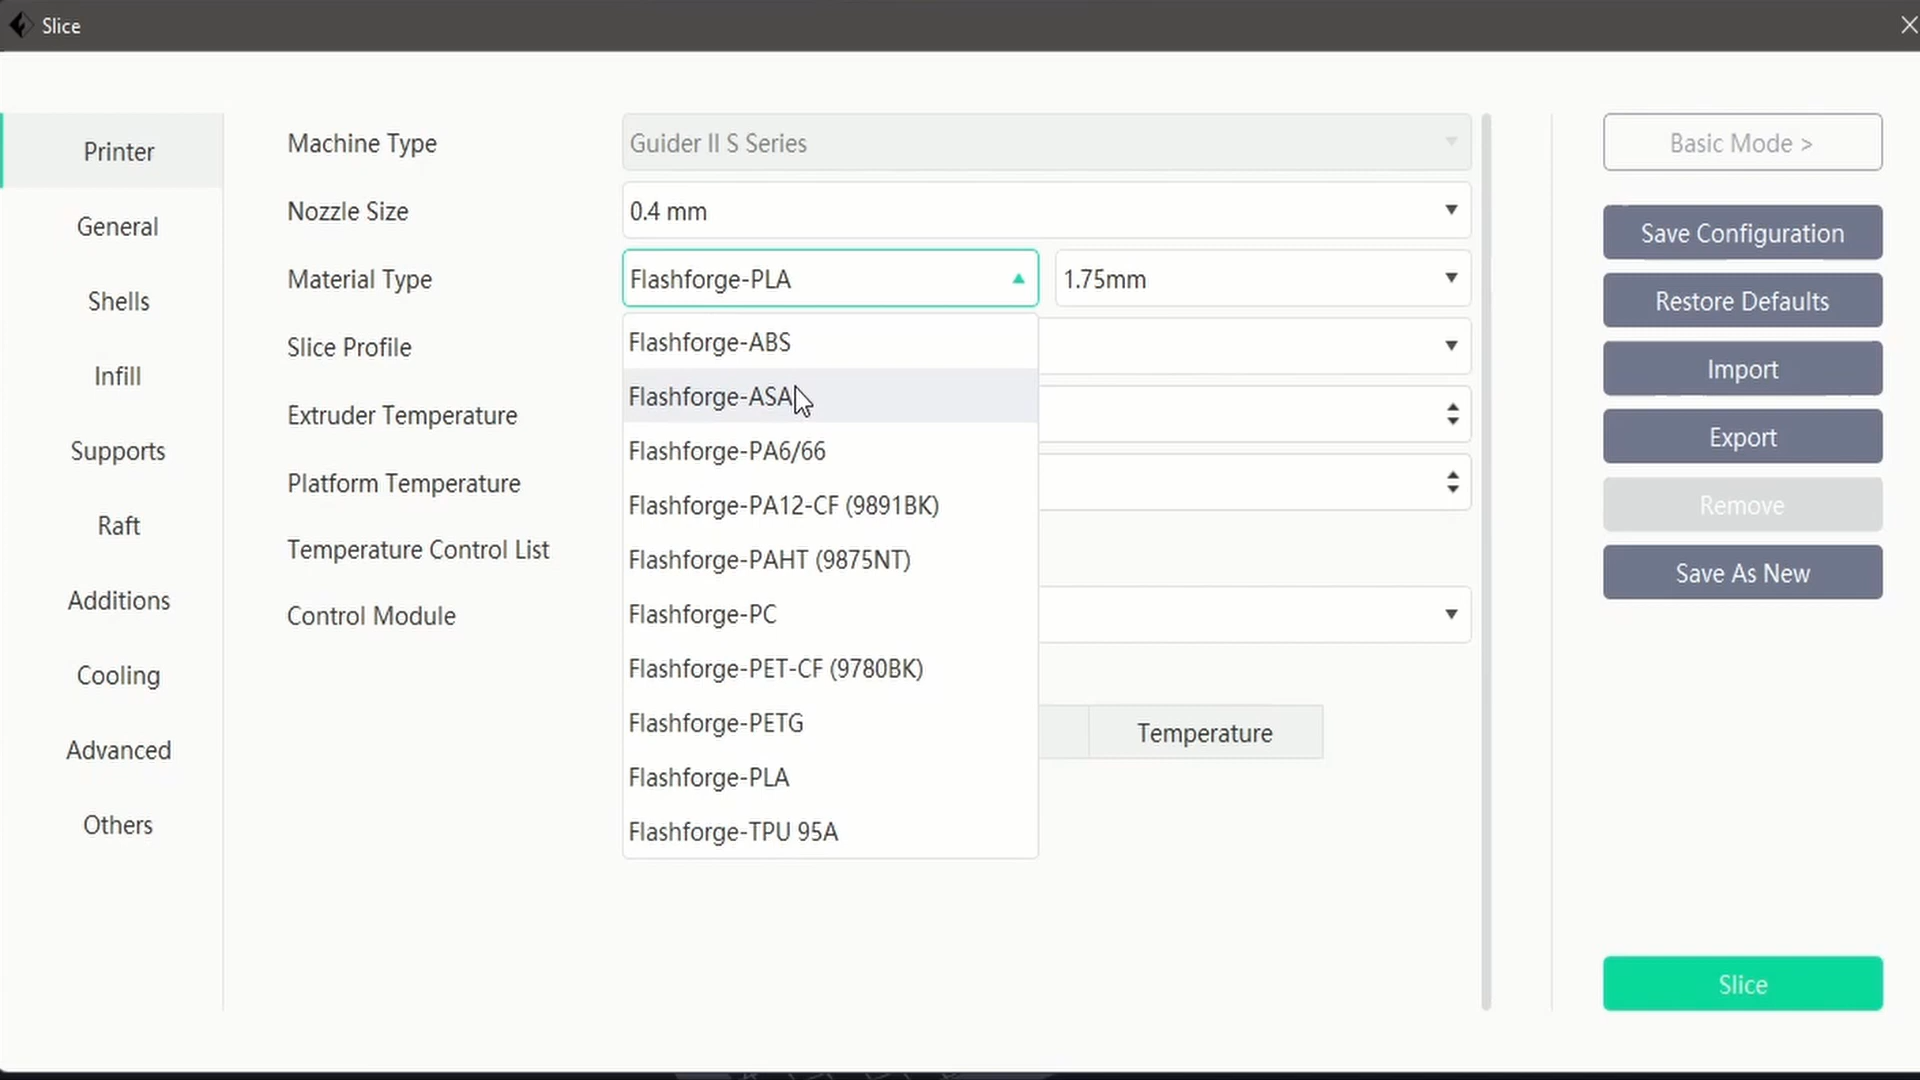 Slice
Printer
General
Shells
Infill
Supports
Raft
Additions
Cooling
Advanced
Others
Machine Type
Guider II S Series
Nozzle Size
0.4 mm
Material Type
Flashforge-PLA
1.75mm
Flashforge-ABS
Flashforge-ASA
Flashforge-PA6/66
Flashforge-PA12-CF (9891BK)
Flashforge-PAHT (9875NT)
Flashforge-PC
Flashforge-PET-CF (9780BK)
Flashforge-PETG
Flashforge-PLA
Flashforge-TPU 95A
Slice Profile
Extruder Temperature
Platform Temperature
Temperature Control List
Control Module
Temperature
Basic Mode >
Save Configuration
Restore Defaults
Import
Export
Remove
Save As New
Slice